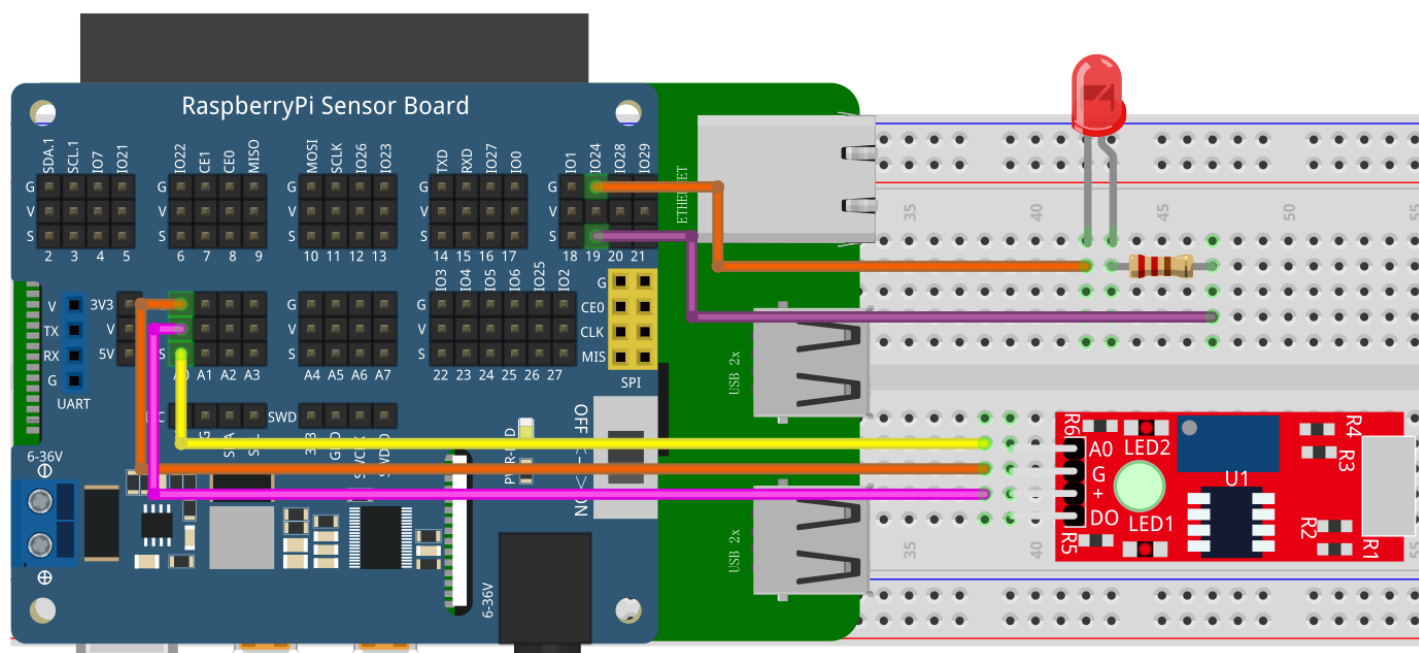 RaspberryPi Sensor Board
SDA.1 SCL.1 IO7 IO21 IO22 CE1 CE0 MISO MOSI SCLK IO26 IO23 TXD RXD IO27 IO0 IO1 IO24 IO28 IO29
G G G G G
V V V V V
S S S S S
2 3 4 5 6 7 8 9 10 11 12 13 14 15 16 17 18 19 20 21
ETHERNET
IO3 IO4 IO5 IO6 IO25 IO2
V 3V3 G G G
TX V V V CE0
RX 5V S S S CLK
G MIS
A0 A1 A2 A3 A4 A5 A6 A7 22 23 24 25 26 27 SPI
UART
SWD
OFF
ON
6-36V
6-36V
USB 2x
USB 2x
35 40 45 50 55
35 40 55
R6 A0 LED2 R4
G R3
+ U1
DO LED1 R2
R5 R1